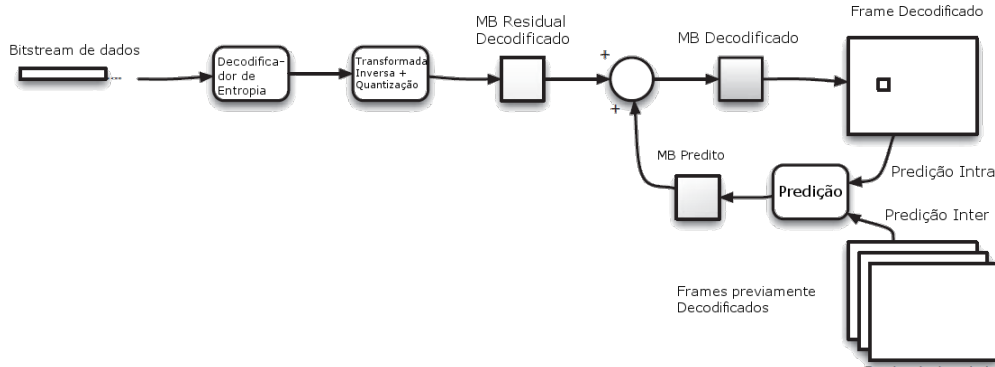 Bitstream de dados
Decodifica-
dor de
Entropia
Transformada
Inversa +
Quantização
MB Residual
Decodificado
+
+
MB Decodificado
Frame Decodificado
MB Predito
Predição
Predição Intra
Predição Inter
Frames previamente
Decodificados